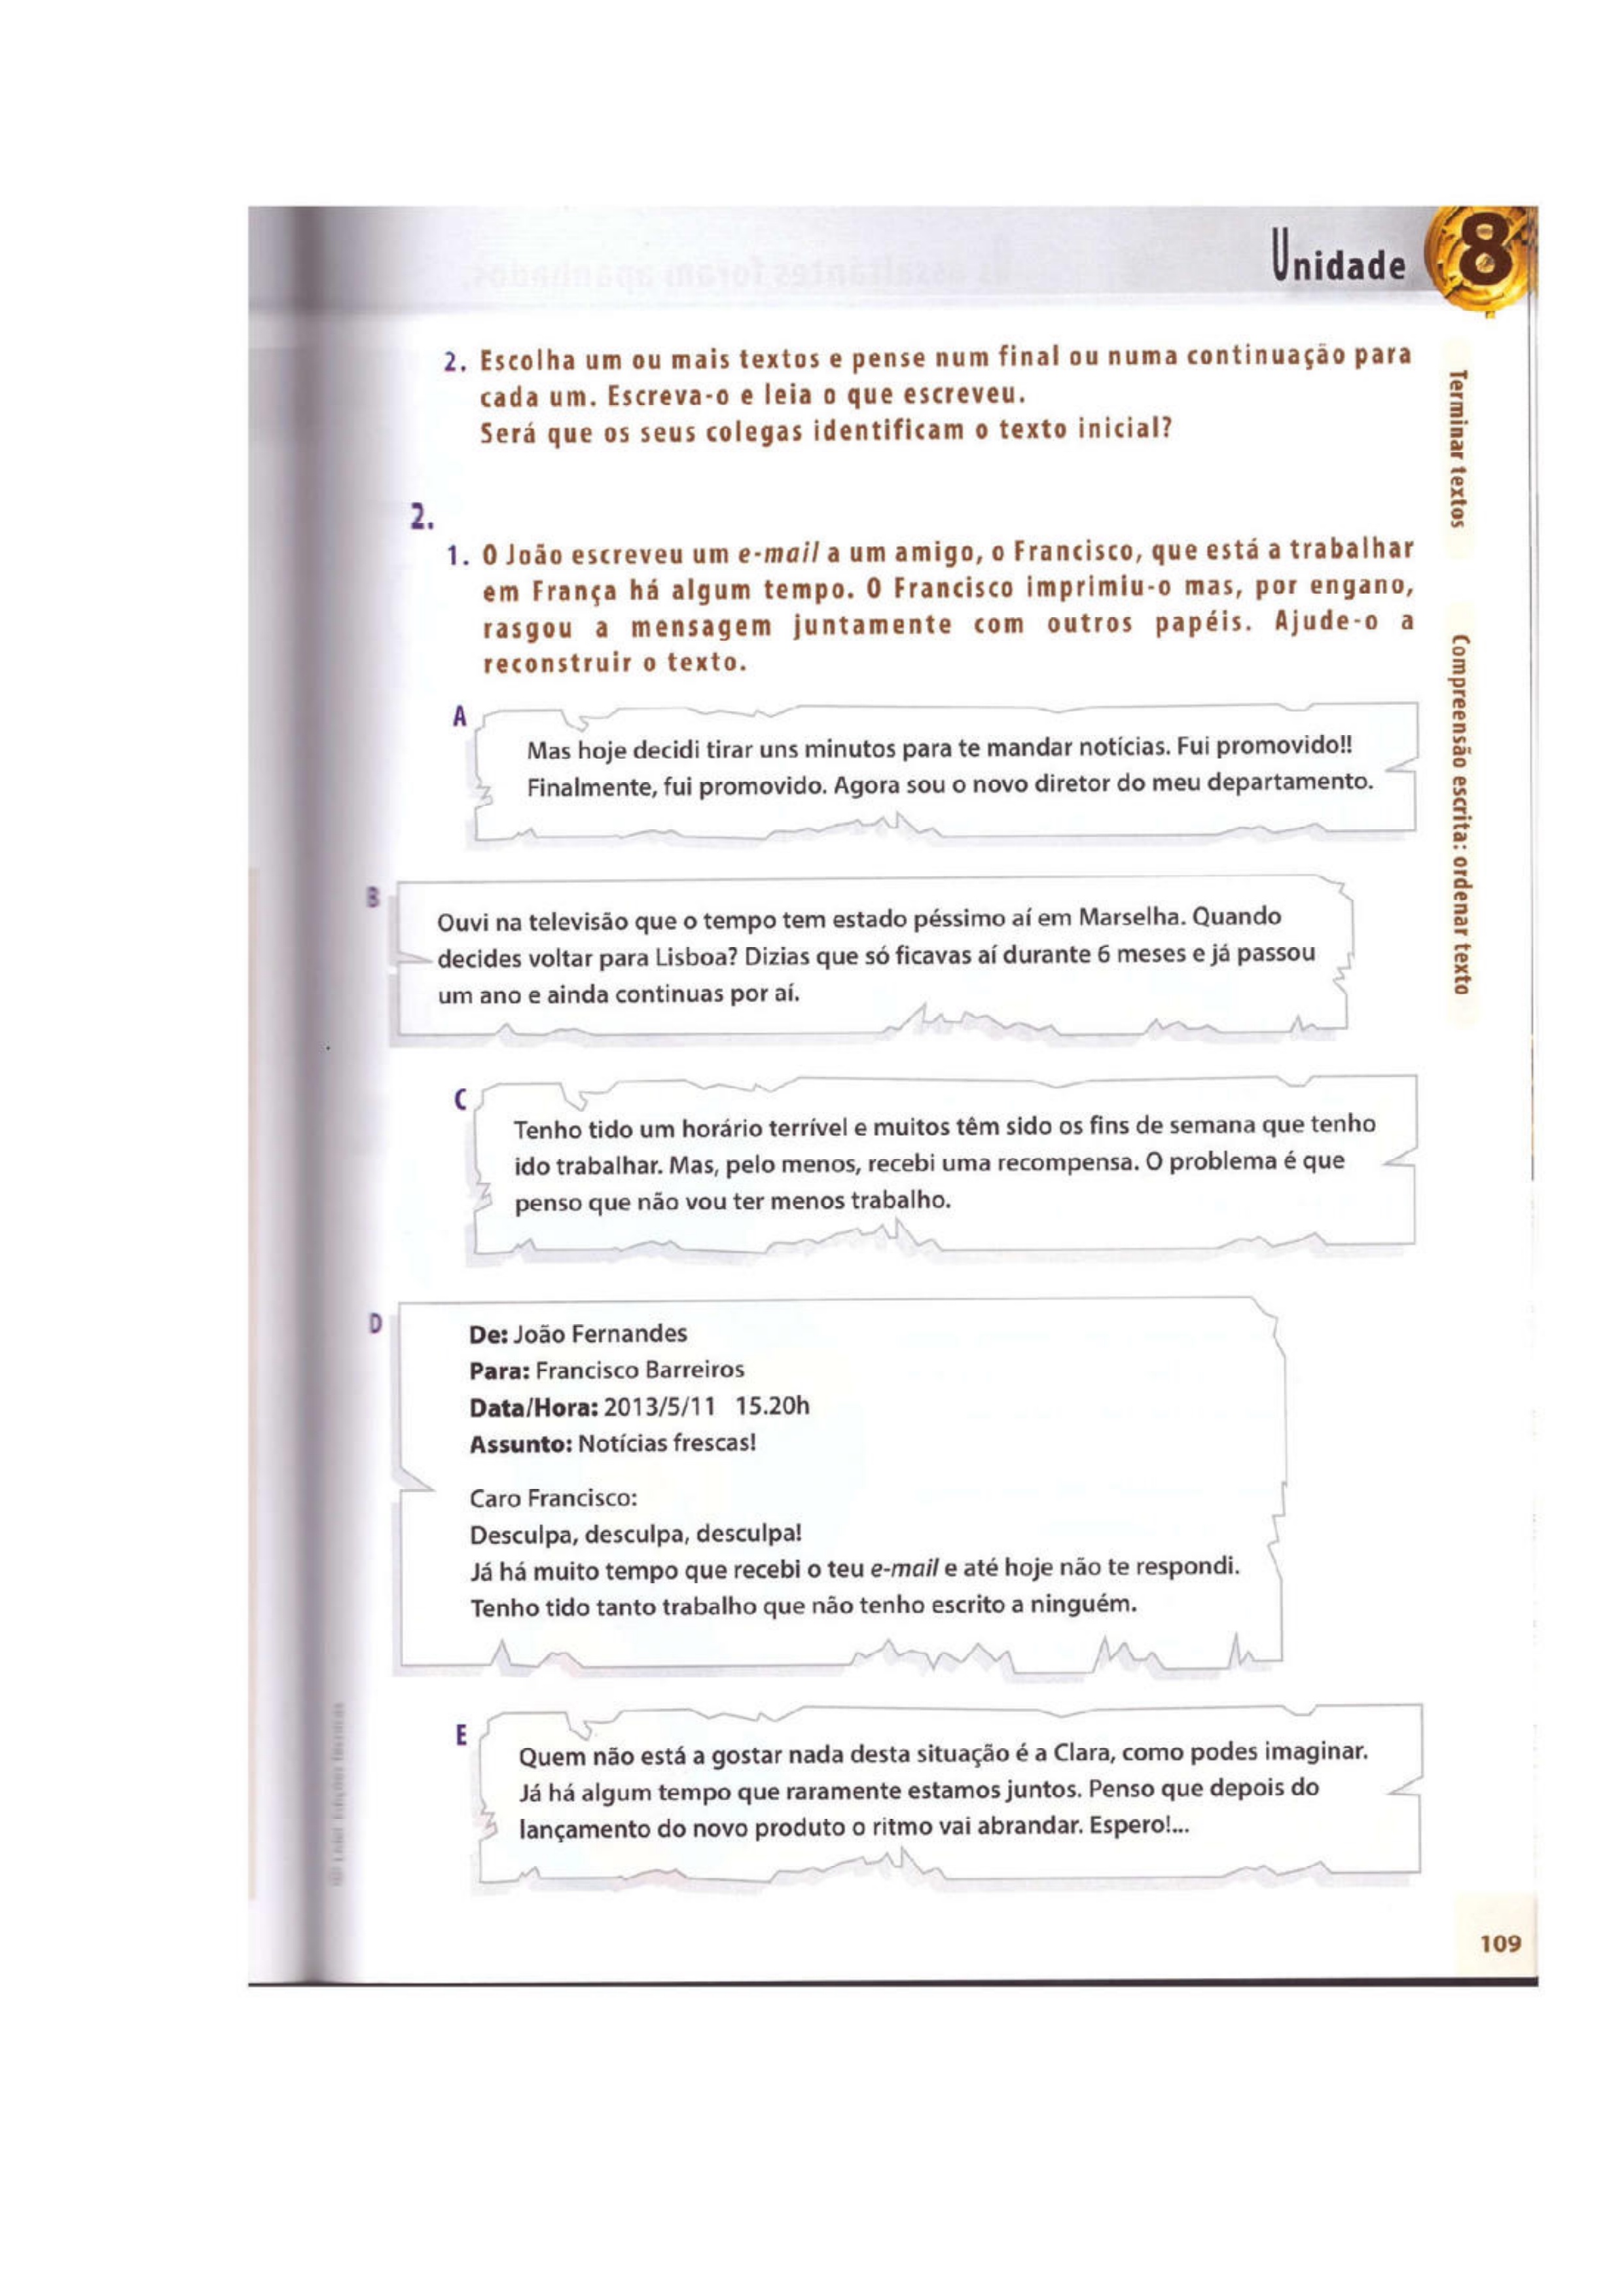 Unidade 8
2. Escolha um ou mais textos e pense num final ou numa continuação para
cada um. Escreva-o e leia o que escreveu.
Será que os seus colegas identificam o texto inicial?
Terminar textos
2.
1. O João escreveu um e-mail a um amigo, o Francisco, que está a trabalhar
em França há algum tempo. O Francisco imprimiu-o mas, por engano,
rasgou a mensagem juntamente com outros papéis. Ajude-o a
reconstruir o texto.
Compreensão escrita: ordenar texto
A
Mas hoje decidi tirar uns minutos para te mandar notícias. Fui promovido!!
Finalmente, fui promovido. Agora sou o novo diretor do meu departamento.
B
Ouvi na televisão que o tempo tem estado péssimo aí em Marselha. Quando
decides voltar para Lisboa? Dizias que só ficavas aí durante 6 meses e já passou
um ano e ainda continuas por aí.
C
Tenho tido um horário terrível e muitos têm sido os fins de semana que tenho
ido trabalhar. Mas, pelo menos, recebi uma recompensa. O problema é que
penso que não vou ter menos trabalho.
D
De: João Fernandes
Para: Francisco Barreiros
Data/Hora: 2013/5/11 15.20h
Assunto: Notícias frescas!
Caro Francisco:
Desculpa, desculpa, desculpa!
Já há muito tempo que recebi o teu e-mail e até hoje não te respondi.
Tenho tido tanto trabalho que não tenho escrito a ninguém.
E
Quem não está a gostar nada desta situação é a Clara, como podes imaginar.
Já há algum tempo que raramente estamos juntos. Penso que depois do
lançamento do novo produto o ritmo vai abrandar. Espero!...
109